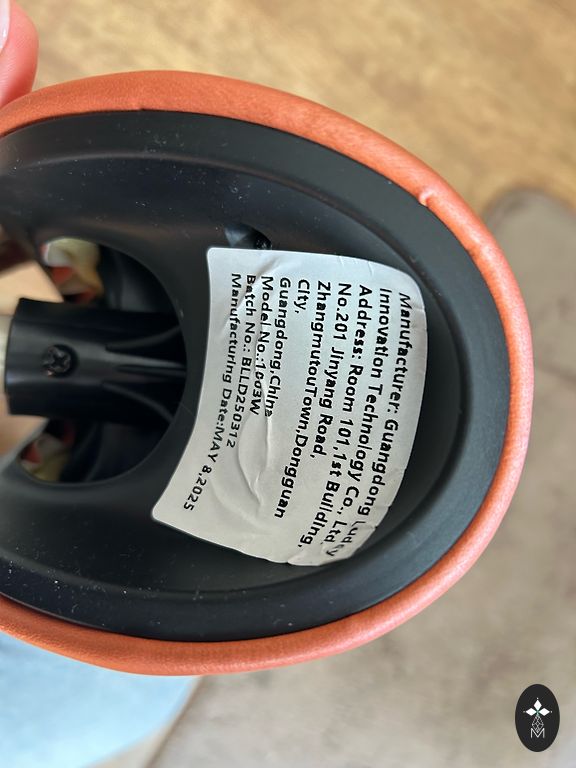 Manufacturer: Guangdong
Innovation Technology Co., Ltd.
Address: Room 101,1st Building,
No.201 Jinyang Road,
ZhangmutouTown,Dongguan
City,
Guangdong,China
Model No.:1003W
Batch No.: BLLD250312
Manufacturing Date:MAY 8,2025
M